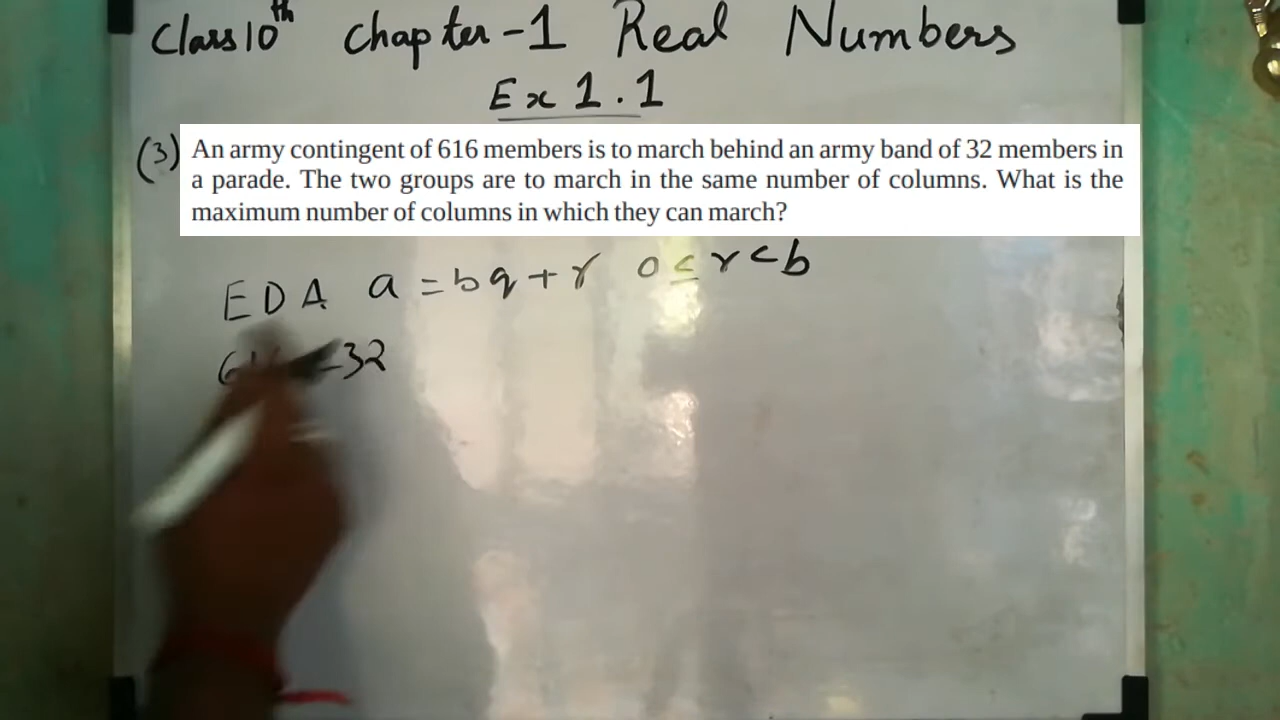 Class 10th Chapter-1 Real Numbers
Ex 1.1
(3) An army contingent of 616 members is to march behind an army band of 32 members in
a parade. The two groups are to march in the same number of columns. What is the
maximum number of columns in which they can march?
EDA a = bq + r 0 ≤ r < b
32